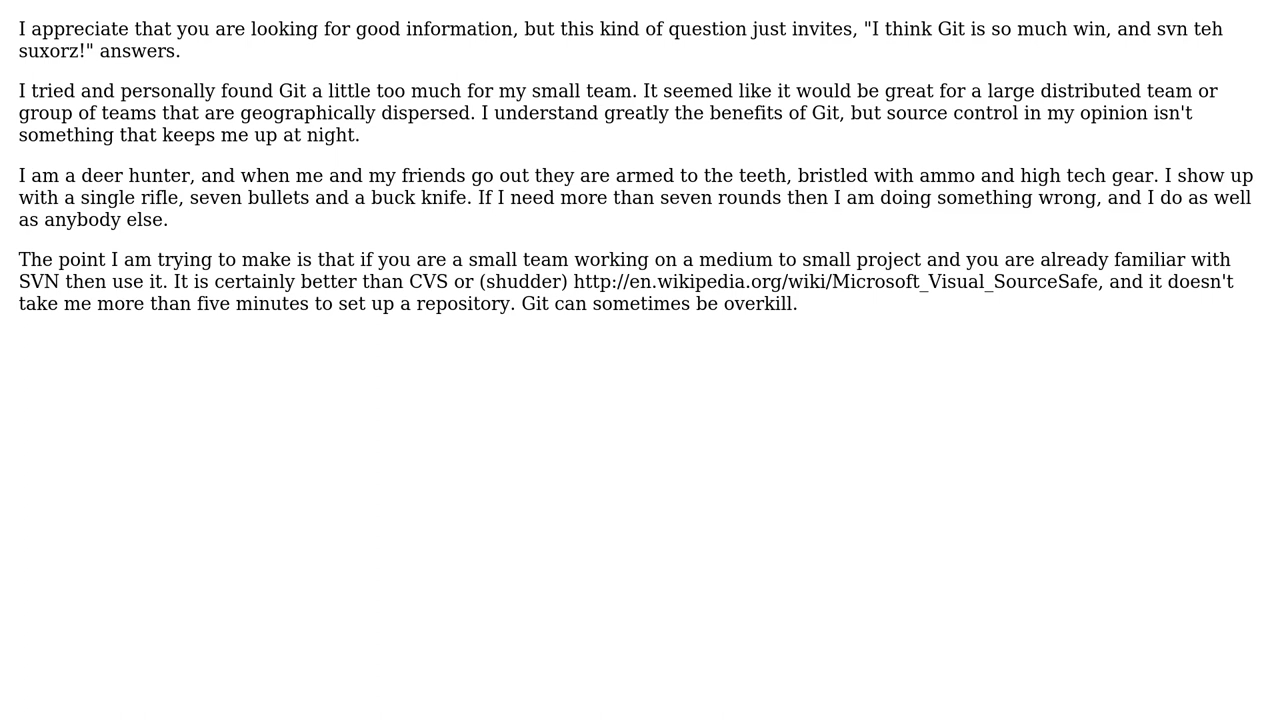 I appreciate that you are looking for good information, but this kind of question just invites, "I think Git is so much win, and svn teh
suxorz!" answers.
I tried and personally found Git a little too much for my small team. It seemed like it would be great for a large distributed team or
group of teams that are geographically dispersed. I understand greatly the benefits of Git, but source control in my opinion isn't
something that keeps me up at night.
I am a deer hunter, and when me and my friends go out they are armed to the teeth, bristled with ammo and high tech gear. I show up
with a single rifle, seven bullets and a buck knife. If I need more than seven rounds then I am doing something wrong, and I do as well
as anybody else.
The point I am trying to make is that if you are a small team working on a medium to small project and you are already familiar with
SVN then use it. It is certainly better than CVS or (shudder) http://en.wikipedia.org/wiki/Microsoft_Visual_SourceSafe, and it doesn't
take me more than five minutes to set up a repository. Git can sometimes be overkill.